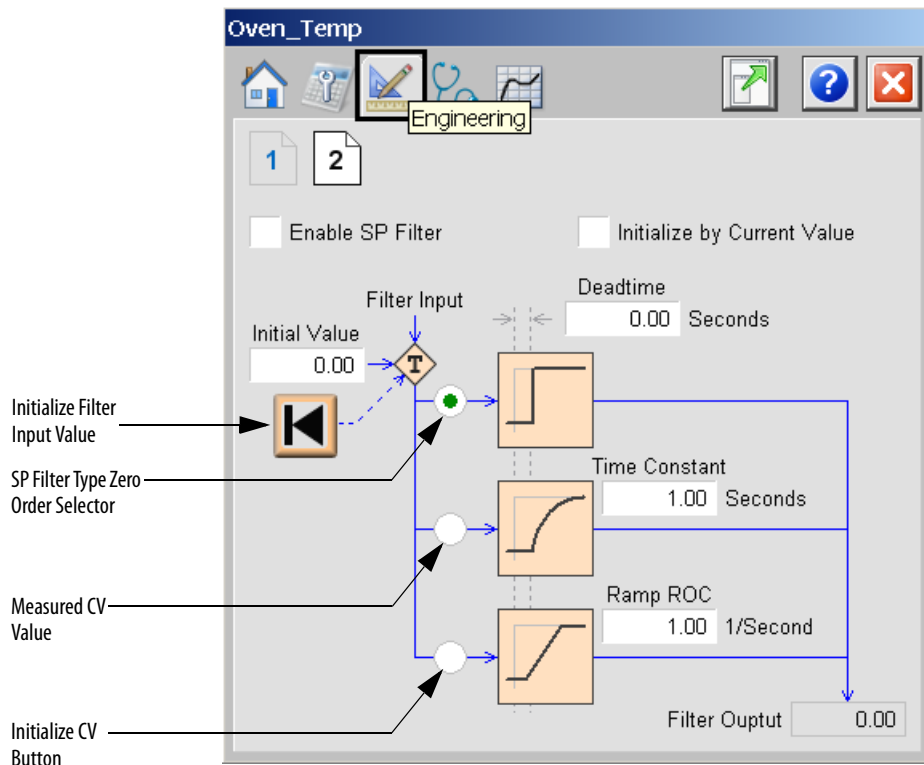 Oven_Temp
Engineering
1
2
Enable SP Filter
Initialize by Current Value
Deadtime
0.00 Seconds
Filter Input
Initial Value
0.00
T
Initialize Filter
Input Value
SP Filter Type Zero
Order Selector
Time Constant
1.00 Seconds
Measured CV
Value
Ramp ROC
1.00 1/Second
Initialize CV
Button
Filter Ouptut 0.00